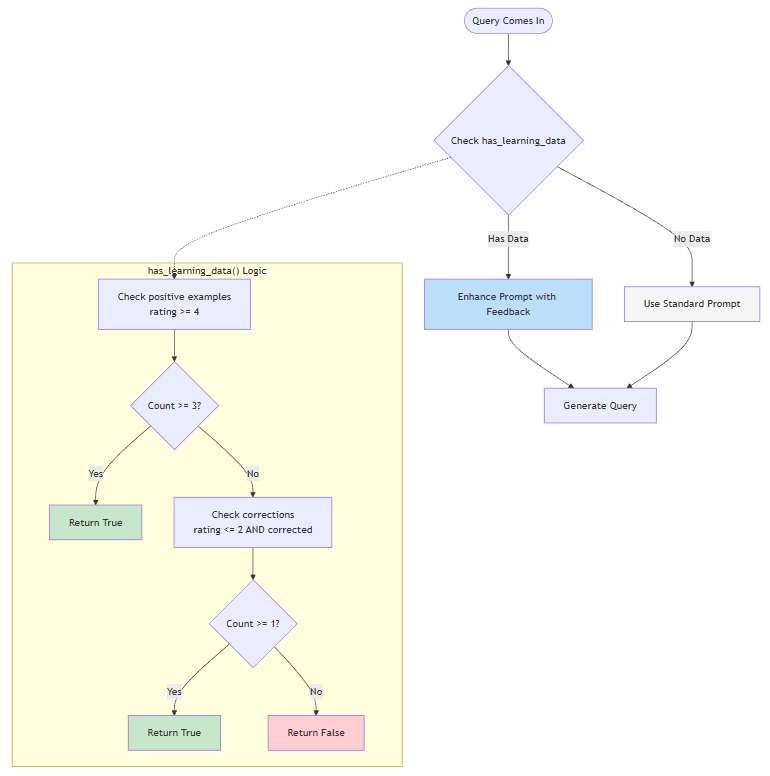 Query Comes In
Check has_learning_data
Has Data
No Data
has_learning_data() Logic
Check positive examples
rating >= 4
Enhance Prompt with
Feedback
Use Standard Prompt
Count >= 3?
Generate Query
Yes
No
Return True
Check corrections
rating <= 2 AND corrected
Count >= 1?
Yes
No
Return True
Return False